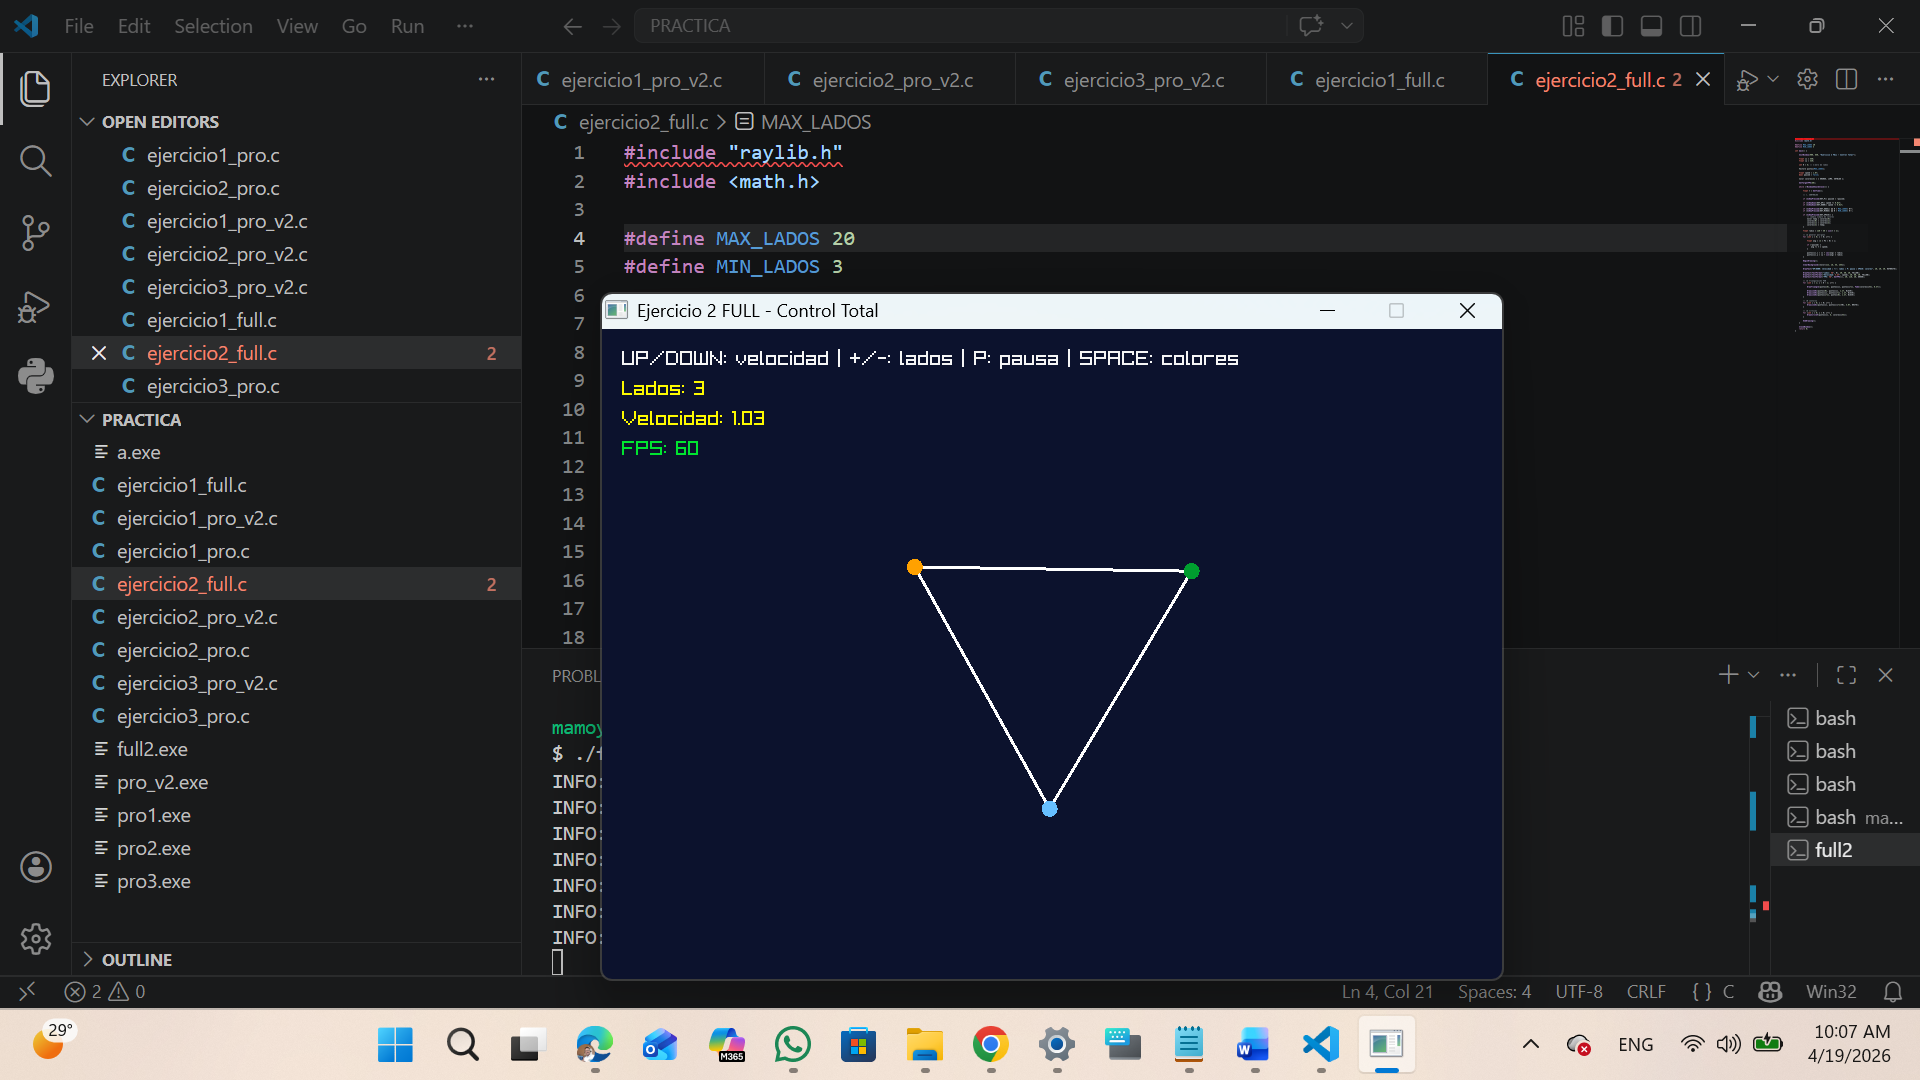 File Edit Selection View Go Run ···
PRACTICA
EXPLORER
OPEN EDITORS
C ejercicio1_pro.c
C ejercicio2_pro.c
C ejercicio1_pro_v2.c
C ejercicio2_pro_v2.c
C ejercicio3_pro_v2.c
C ejercicio1_full.c
C ejercicio2_full.c 2
C ejercicio3_pro.c
PRACTICA
a.exe
C ejercicio1_full.c
C ejercicio1_pro_v2.c
C ejercicio1_pro.c
C ejercicio2_full.c 2
C ejercicio2_pro_v2.c
C ejercicio2_pro.c
C ejercicio3_pro_v2.c
C ejercicio3_pro.c
full2.exe
pro_v2.exe
pro1.exe
pro2.exe
pro3.exe
OUTLINE
C ejercicio1_pro_v2.c C ejercicio2_pro_v2.c C ejercicio3_pro_v2.c C ejercicio1_full.c C ejercicio2_full.c 2
C ejercicio2_full.c > MAX_LADOS
1 #include "raylib.h"
2 #include <math.h>
3
4 #define MAX_LADOS 20
5 #define MIN_LADOS 3
6
7
8
9
10
11
12
13
14
15
16
17
18
Ejercicio 2 FULL - Control Total
UP/DOWN: velocidad | +/-: lados | P: pausa | SPACE: colores
Lados: 3
Velocidad: 1.03
FPS: 60
PROBL
mamoy
$ ./f
INFO:
INFO:
INFO:
INFO:
INFO:
INFO:
INFO:
bash
bash
bash
bash ma...
full2
2 0
Ln 4, Col 21 Spaces: 4 UTF-8 CRLF {} C Win32
29°
M365
ENG
10:07 AM
4/19/2026